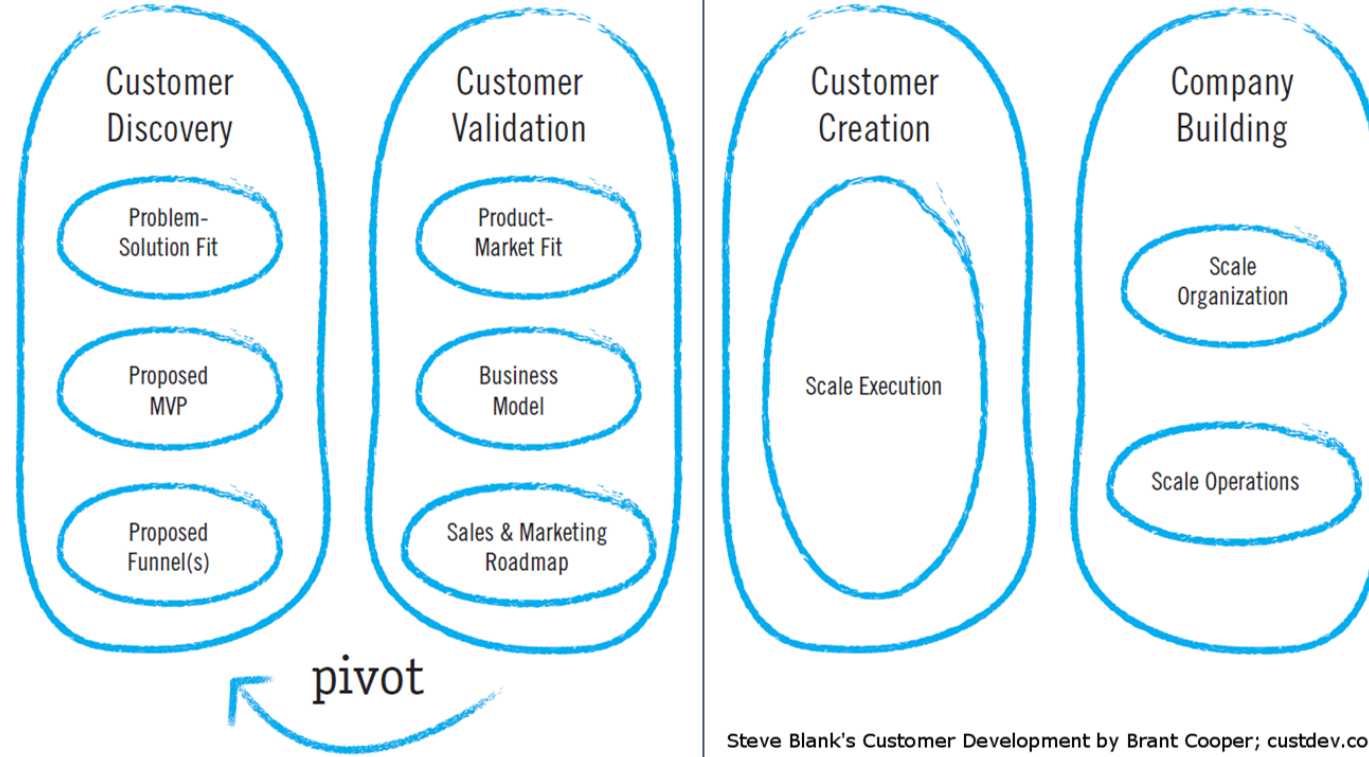 Customer
Discovery
Problem-
Solution Fit
Proposed
MVP
Proposed
Funnel(s)
Customer
Validation
Product-
Market Fit
Business
Model
Sales & Marketing
Roadmap
pivot
Customer
Creation
Scale Execution
Company
Building
Scale
Organization
Scale Operations
Steve Blank's Customer Development by Brant Cooper; custdev.co